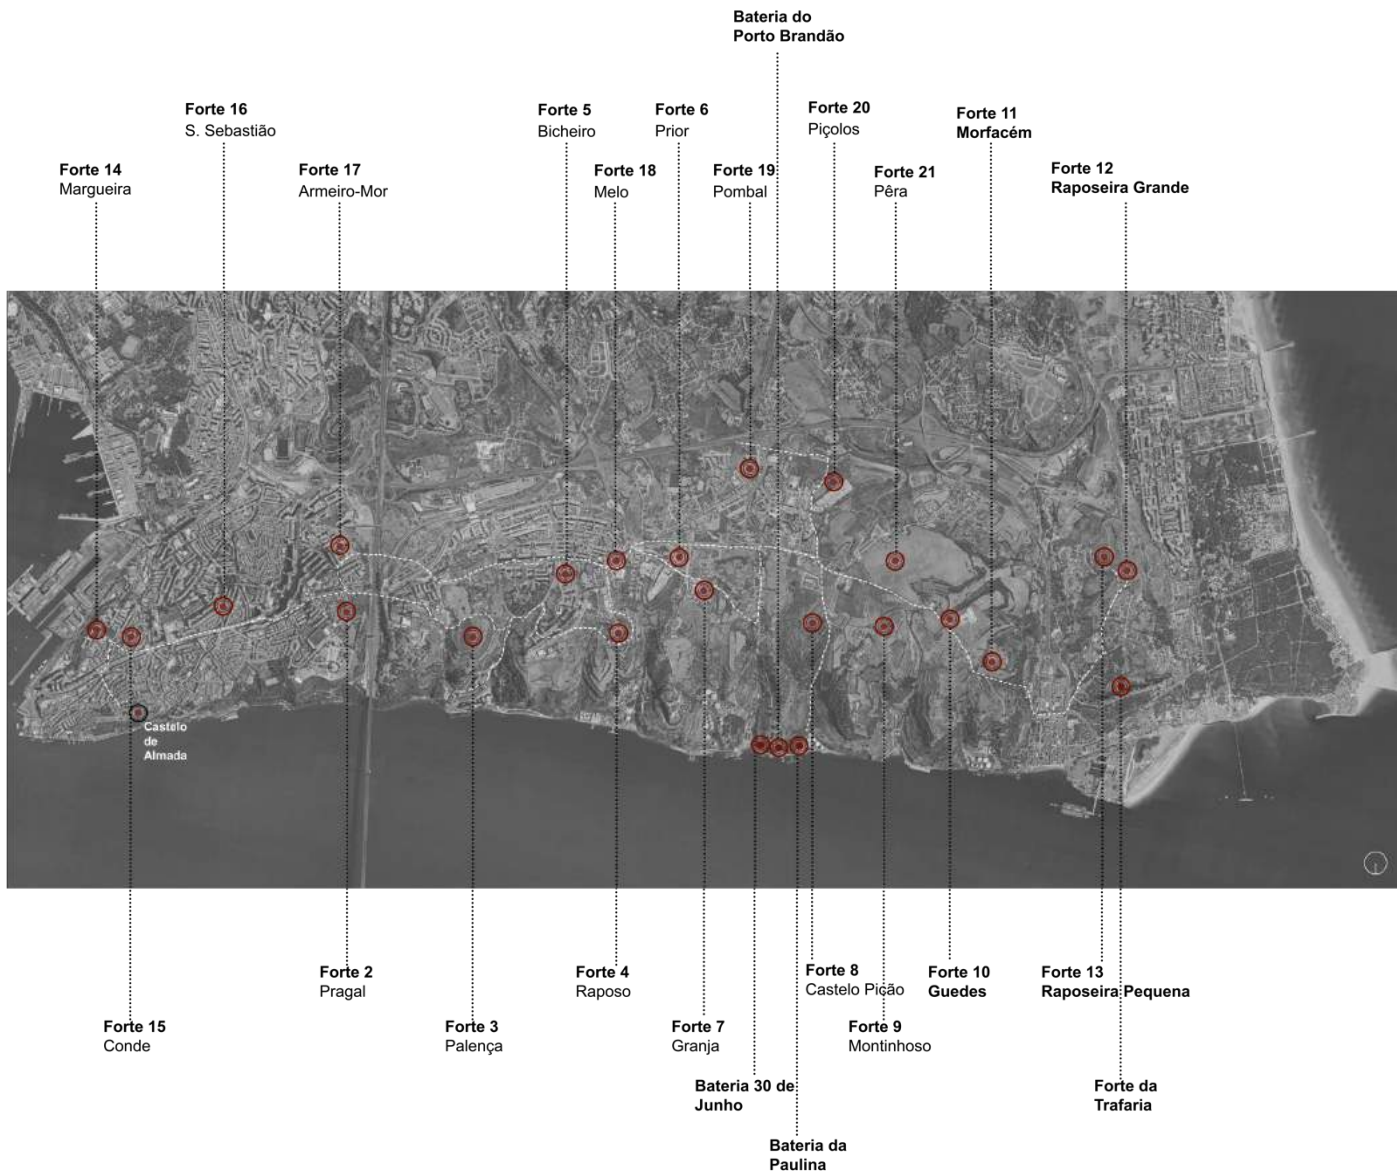 Bateria do
Porto Brandão
Forte 16
S. Sebastião
Forte 5
Bicheiro
Forte 6
Prior
Forte 20
Piçolos
Forte 11
Morfacém
Forte 14
Margueira
Forte 17
Armeiro-Mor
Forte 18
Melo
Forte 19
Pombal
Forte 21
Pêra
Forte 12
Raposeira Grande
Castelo
de
Almada
Forte 2
Pragal
Forte 4
Raposo
Forte 8
Castelo Picão
Forte 10
Guedes
Forte 13
Raposeira Pequena
Forte 15
Conde
Forte 3
Palença
Forte 7
Granja
Forte 9
Montinhoso
Bateria 30 de
Junho
Forte da
Trafaria
Bateria da
Paulina